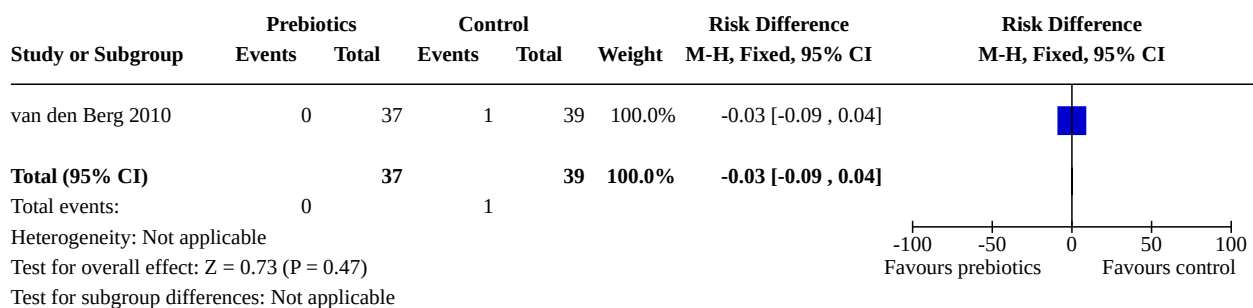 Prebiotics Control Risk Difference Risk Difference
Study or Subgroup Events Total Events Total Weight M-H, Fixed, 95% CI M-H, Fixed, 95% CI
van den Berg 2010 0 37 1 39 100.0% -0.03 [-0.09 , 0.04]
Total (95% CI) 37 39 100.0% -0.03 [-0.09 , 0.04]
Total events: 0 1
Heterogeneity: Not applicable
-100 -50 0 50 100
Test for overall effect: Z = 0.73 (P = 0.47) Favours prebiotics Favours control
Test for subgroup differences: Not applicable